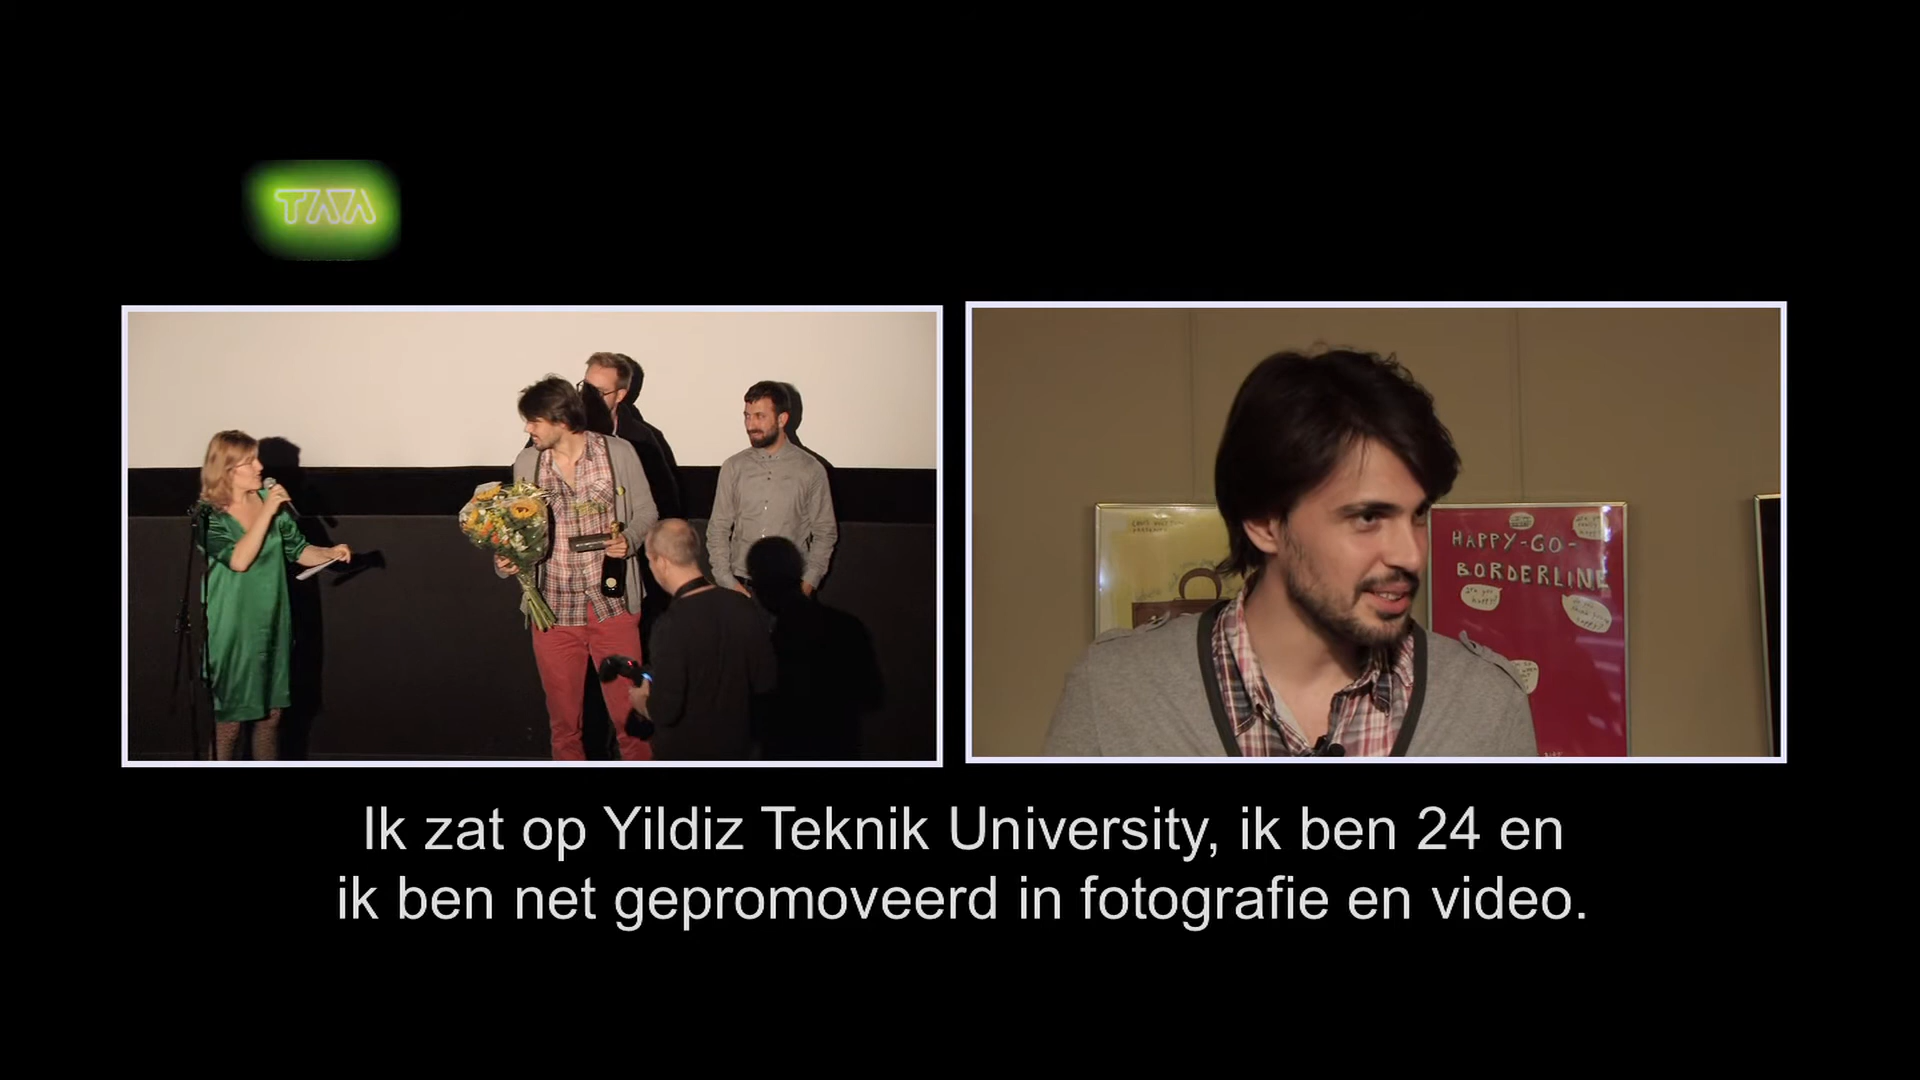 TAA
HAPPY-GO-
BORDERLINE
Ik zat op Yildiz Teknik University, ik ben 24 en
ik ben net gepromoveerd in fotografie en video.